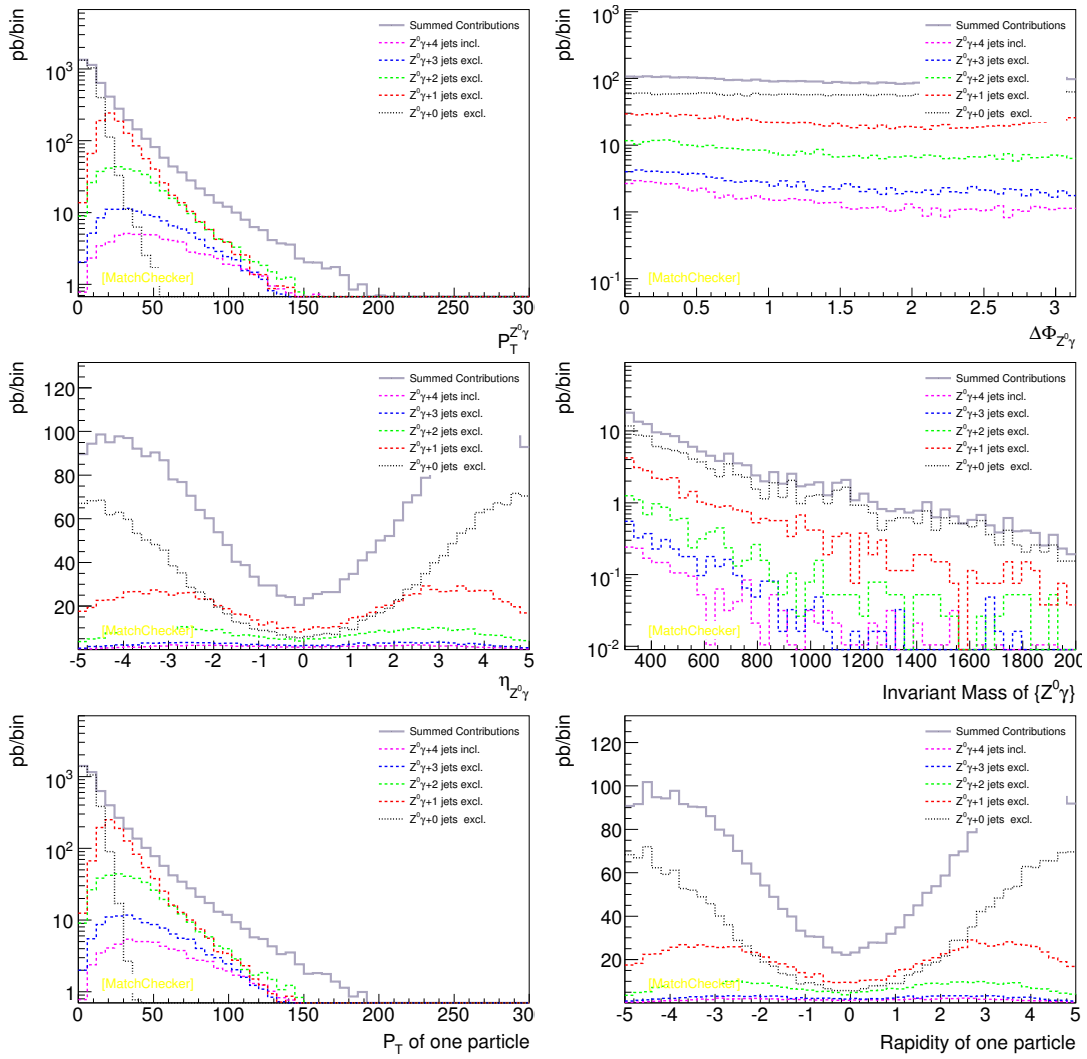 pb/bin
10³
10²
10
1
Summed Contributions
Z⁰γ+4 jets incl.
Z⁰γ+3 jets excl.
Z⁰γ+2 jets excl.
Z⁰γ+1 jets excl.
Z⁰γ+0 jets excl.
[MatchChecker]
0 50 100 150 200 250 300
P_T^{Z⁰γ}
pb/bin
10³
10²
10
1
10⁻¹
Summed Contributions
Z⁰γ+4 jets incl.
Z⁰γ+3 jets excl.
Z⁰γ+2 jets excl.
Z⁰γ+1 jets excl.
Z⁰γ+0 jets excl.
[MatchChecker]
0 0.5 1 1.5 2 2.5 3
ΔΦ_{Z⁰γ}
pb/bin
120
100
80
60
40
20
Summed Contributions
Z⁰γ+4 jets incl.
Z⁰γ+3 jets excl.
Z⁰γ+2 jets excl.
Z⁰γ+1 jets excl.
Z⁰γ+0 jets excl.
[MatchChecker]
-5 -4 -3 -2 -1 0 1 2 3 4 5
η_{Z⁰γ}
pb/bin
10
1
10⁻¹
10⁻²
Summed Contributions
Z⁰γ+4 jets incl.
Z⁰γ+3 jets excl.
Z⁰γ+2 jets excl.
Z⁰γ+1 jets excl.
Z⁰γ+0 jets excl.
[MatchChecker]
400 600 800 1000 1200 1400 1600 1800 2000
Invariant Mass of {Z⁰γ}
pb/bin
10³
10²
10
1
Summed Contributions
Z⁰γ+4 jets incl.
Z⁰γ+3 jets excl.
Z⁰γ+2 jets excl.
Z⁰γ+1 jets excl.
Z⁰γ+0 jets excl.
[MatchChecker]
0 50 100 150 200 250 300
P_T of one particle
pb/bin
120
100
80
60
40
20
Summed Contributions
Z⁰γ+4 jets incl.
Z⁰γ+3 jets excl.
Z⁰γ+2 jets excl.
Z⁰γ+1 jets excl.
Z⁰γ+0 jets excl.
[MatchChecker]
-5 -4 -3 -2 -1 0 1 2 3 4 5
Rapidity of one particle